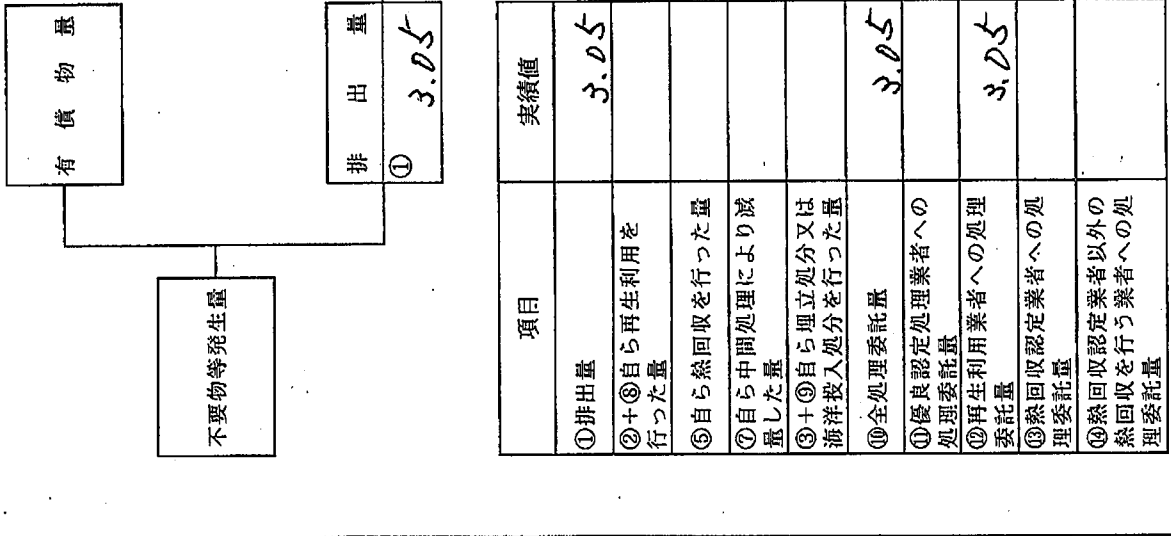 有償物量
不要物等発生量
排出量
① 3.05
項目 実績値
①排出量 3.05
②+⑧自ら再生利用を
行った量
⑤自ら熱回収を行った量
⑦自ら中間処理により減
量した量
③+⑨自ら埋立処分又は
海洋投入処分を行った量
⑩全処理委託量 3.05
⑪優良認定処理業者への
処理委託量
⑫再生利用業者への処理
委託量 3.05
⑬熱回収認定業者への処
理委託量
⑭熱回収認定業者以外の
熱回収を行う業者への処
理委託量